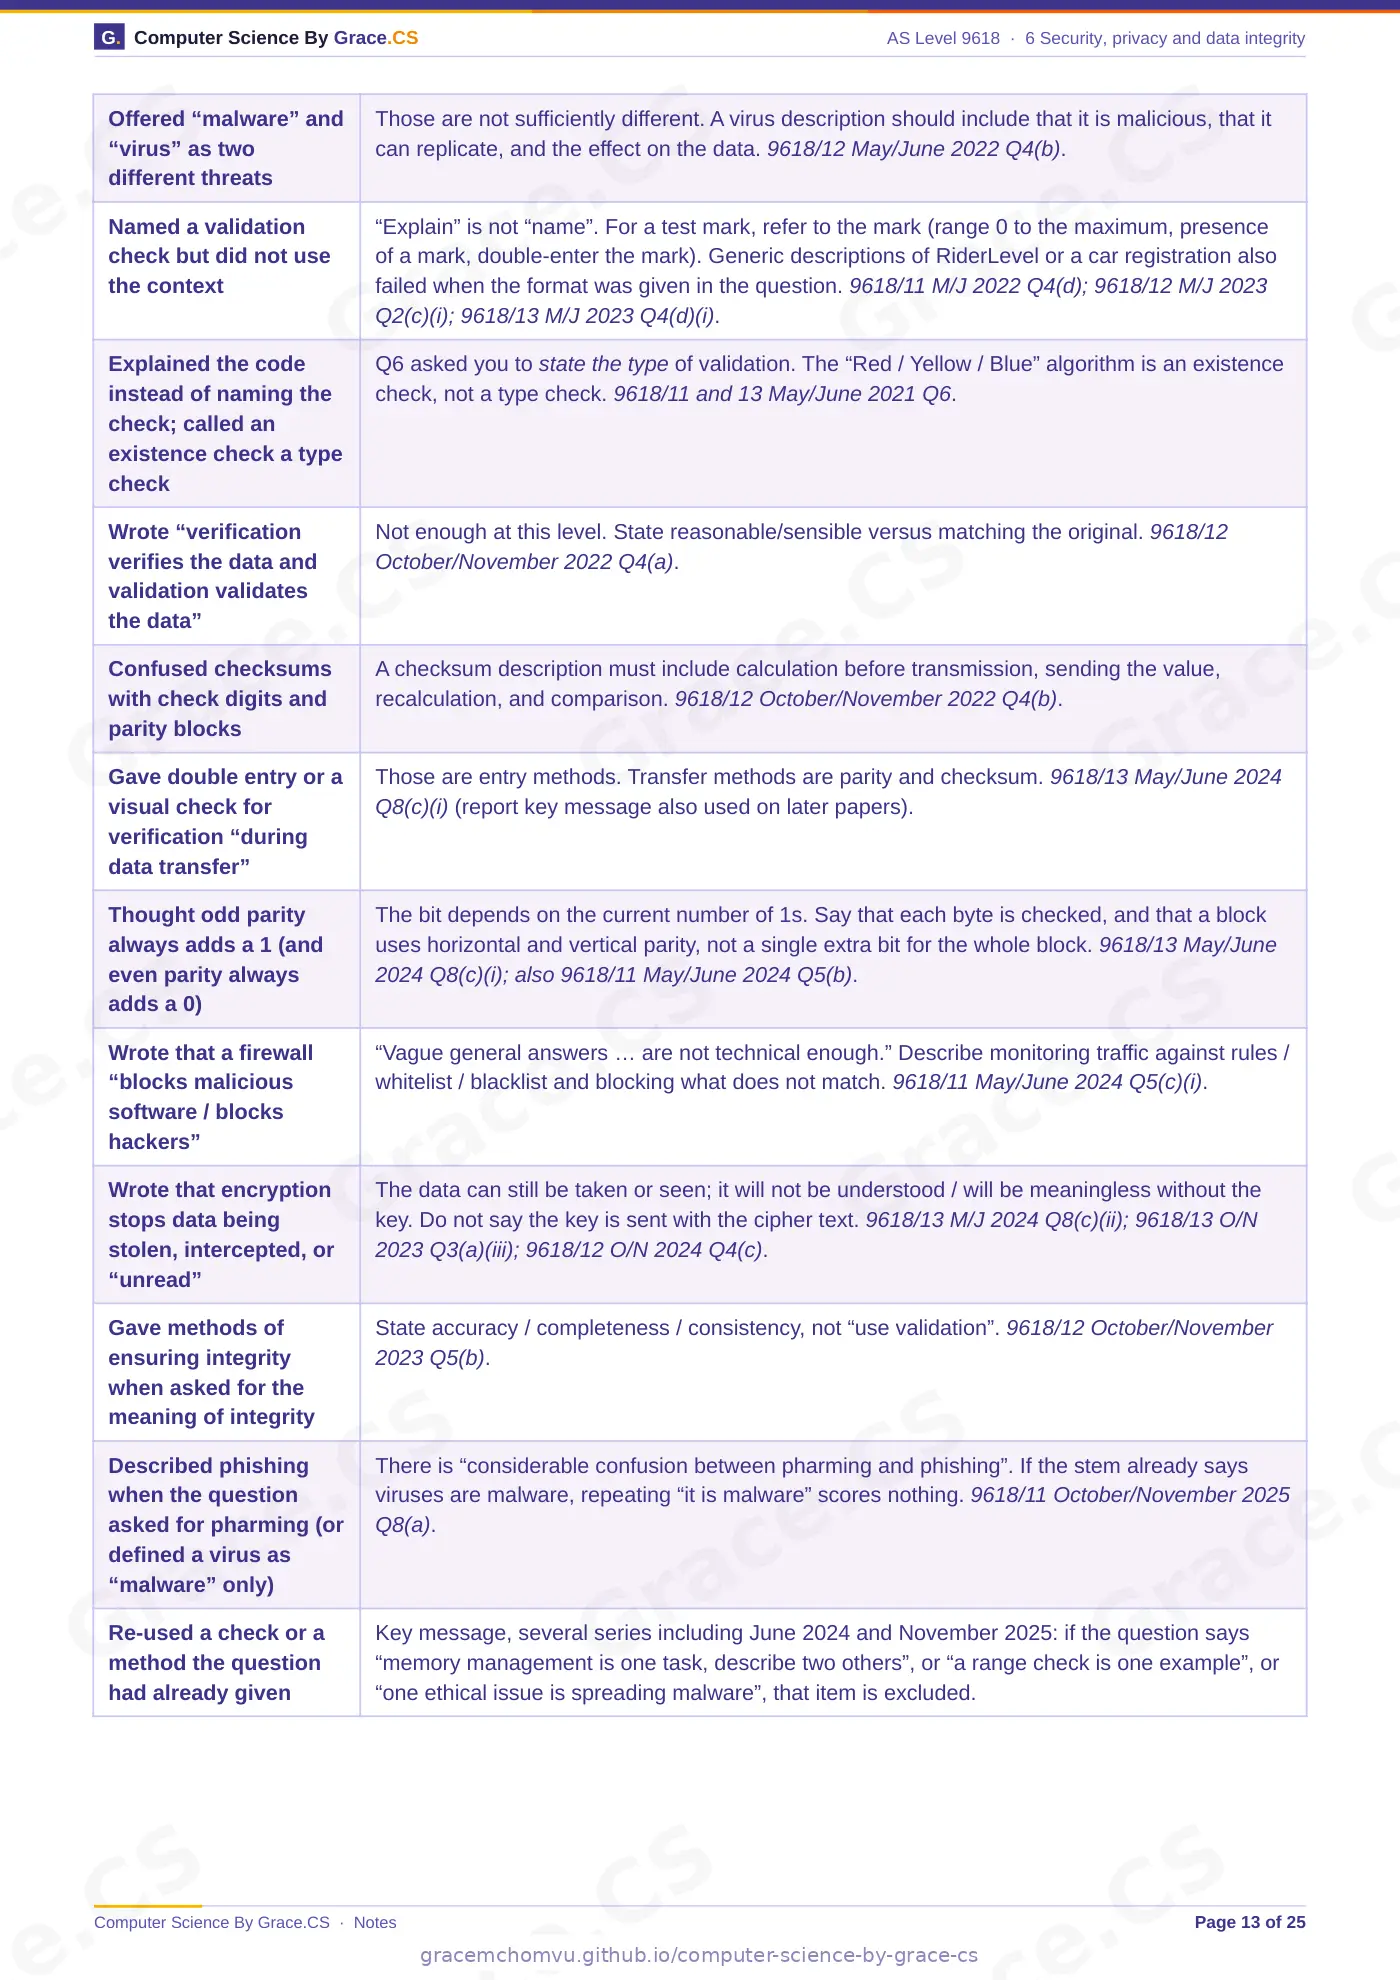 G. Computer Science By Grace.CS
AS Level 9618 · 6 Security, privacy and data integrity
Offered “malware” and
“virus” as two
different threats
Those are not sufficiently different. A virus description should include that it is malicious, that it
can replicate, and the effect on the data. 9618/12 May/June 2022 Q4(b).
Named a validation
check but did not use
the context
“Explain” is not “name”. For a test mark, refer to the mark (range 0 to the maximum, presence
of a mark, double-enter the mark). Generic descriptions of RiderLevel or a car registration also
failed when the format was given in the question. 9618/11 M/J 2022 Q4(d); 9618/12 M/J 2023
Q2(c)(i); 9618/13 M/J 2023 Q4(d)(i).
Explained the code
instead of naming the
check; called an
existence check a type
check
Q6 asked you to state the type of validation. The “Red / Yellow / Blue” algorithm is an existence
check, not a type check. 9618/11 and 13 May/June 2021 Q6.
Wrote “verification
verifies the data and
validation validates
the data”
Not enough at this level. State reasonable/sensible versus matching the original. 9618/12
October/November 2022 Q4(a).
Confused checksums
with check digits and
parity blocks
A checksum description must include calculation before transmission, sending the value,
recalculation, and comparison. 9618/12 October/November 2022 Q4(b).
Gave double entry or a
visual check for
verification “during
data transfer”
Those are entry methods. Transfer methods are parity and checksum. 9618/13 May/June 2024
Q8(c)(i) (report key message also used on later papers).
Thought odd parity
always adds a 1 (and
even parity always
adds a 0)
The bit depends on the current number of 1s. Say that each byte is checked, and that a block
uses horizontal and vertical parity, not a single extra bit for the whole block. 9618/13 May/June
2024 Q8(c)(i); also 9618/11 May/June 2024 Q5(b).
Wrote that a firewall
“blocks malicious
software / blocks
hackers”
“Vague general answers … are not technical enough.” Describe monitoring traffic against rules /
whitelist / blacklist and blocking what does not match. 9618/11 May/June 2024 Q5(c)(i).
Wrote that encryption
stops data being
stolen, intercepted, or
“unread”
The data can still be taken or seen; it will not be understood / will be meaningless without the
key. Do not say the key is sent with the cipher text. 9618/13 M/J 2024 Q8(c)(ii); 9618/13 O/N
2023 Q3(a)(iii); 9618/12 O/N 2024 Q4(c).
Gave methods of
ensuring integrity
when asked for the
meaning of integrity
State accuracy / completeness / consistency, not “use validation”. 9618/12 October/November
2023 Q5(b).
Described phishing
when the question
asked for pharming (or
defined a virus as
“malware” only)
There is “considerable confusion between pharming and phishing”. If the stem already says
viruses are malware, repeating “it is malware” scores nothing. 9618/11 October/November 2025
Q8(a).
Re-used a check or a
method the question
had already given
Key message, several series including June 2024 and November 2025: if the question says
“memory management is one task, describe two others”, or “a range check is one example”, or
“one ethical issue is spreading malware”, that item is excluded.
Computer Science By Grace.CS · Notes
Page 13 of 25
gracemchomvu.github.io/computer-science-by-grace-cs